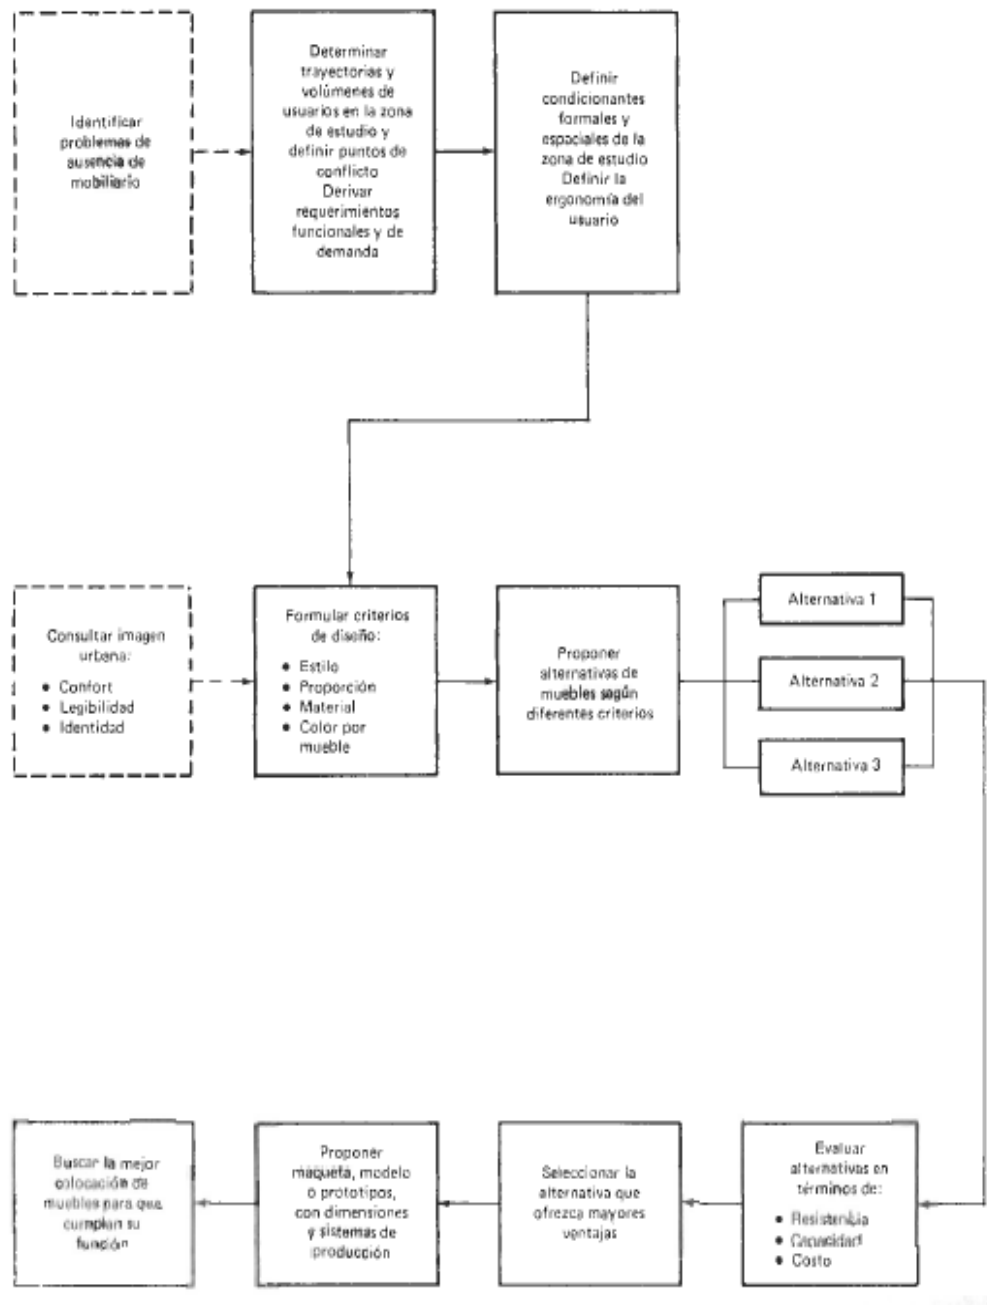 Identificar
problemas de
ausencia de
mobiliario
Determinar
trayectorias y
volúmenes de
usuarios en la zona
de estudio y
definir puntos de
conflicto
Derivar
requerimientos
funcionales y de
demanda
Definir
condicionantes
formales y
espaciales de la
zona de estudio
Definir la
ergonomía del
usuario
Consultar imagen
urbana:
• Confort
• Legibilidad
• Identidad
Formular criterios
de diseño:
• Estilo
• Proporción
• Material
• Color por
mueble
Proponer
alternativas de
muebles según
diferentes criterios
Alternativa 1
Alternativa 2
Alternativa 3
Buscar la mejor
colocación de
muebles para que
cumplan su
función
Proponer
maqueta, modelo
o prototipos,
con dimensiones
y sistemas de
producción
Seleccionar la
alternativa que
ofrezca mayores
ventajas
Evaluar
alternativas en
términos de:
• Resistencia
• Capacidad
• Costo